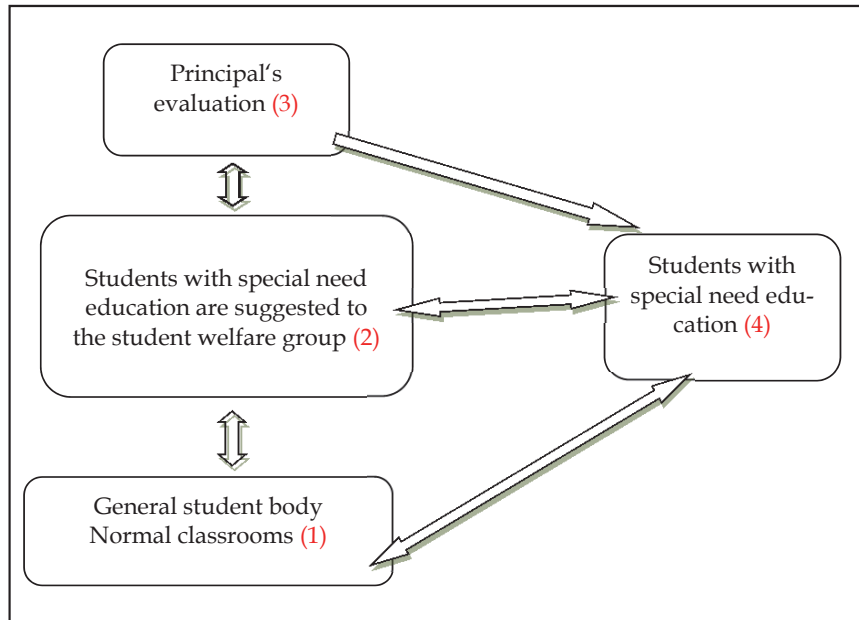 Principal‘s
evaluation (3)
Students with special need
education are suggested to
the student welfare group (2)
Students with
special need edu-
cation (4)
General student body
Normal classrooms (1)